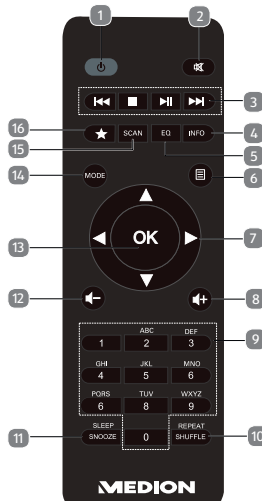 1
2
3
16
SCAN EQ INFO
4
15
5
14
MODE
6
13
OK
7
12
8
ABC DEF
1 2 3
9
GHI JKL MNO
4 5 6
PQRS TUV WXYZ
6 8 9
SLEEP REPEAT
11
SNOOZE 0 SHUFFLE
10
MEDION